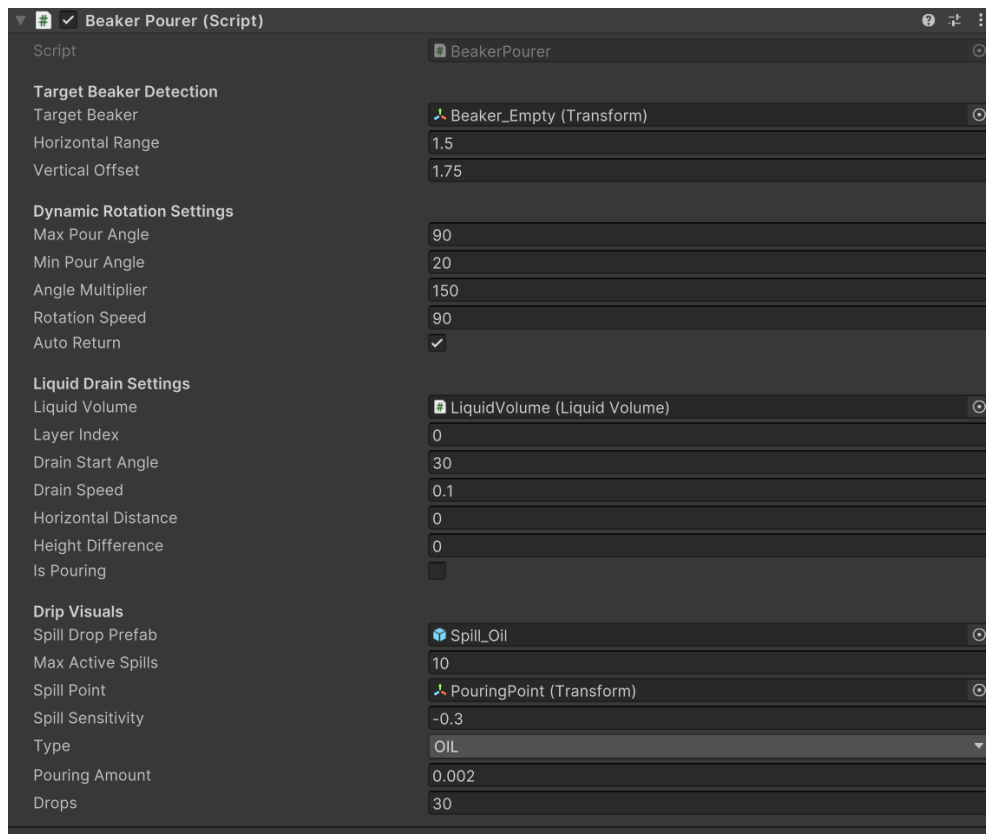 Beaker Pourer (Script)
Script BeakerPourer
Target Beaker Detection
Target Beaker Beaker_Empty (Transform)
Horizontal Range 1.5
Vertical Offset 1.75
Dynamic Rotation Settings
Max Pour Angle 90
Min Pour Angle 20
Angle Multiplier 150
Rotation Speed 90
Auto Return
Liquid Drain Settings
Liquid Volume LiquidVolume (Liquid Volume)
Layer Index 0
Drain Start Angle 30
Drain Speed 0.1
Horizontal Distance 0
Height Difference 0
Is Pouring
Drip Visuals
Spill Drop Prefab Spill_Oil
Max Active Spills 10
Spill Point PouringPoint (Transform)
Spill Sensitivity -0.3
Type OIL
Pouring Amount 0.002
Drops 30